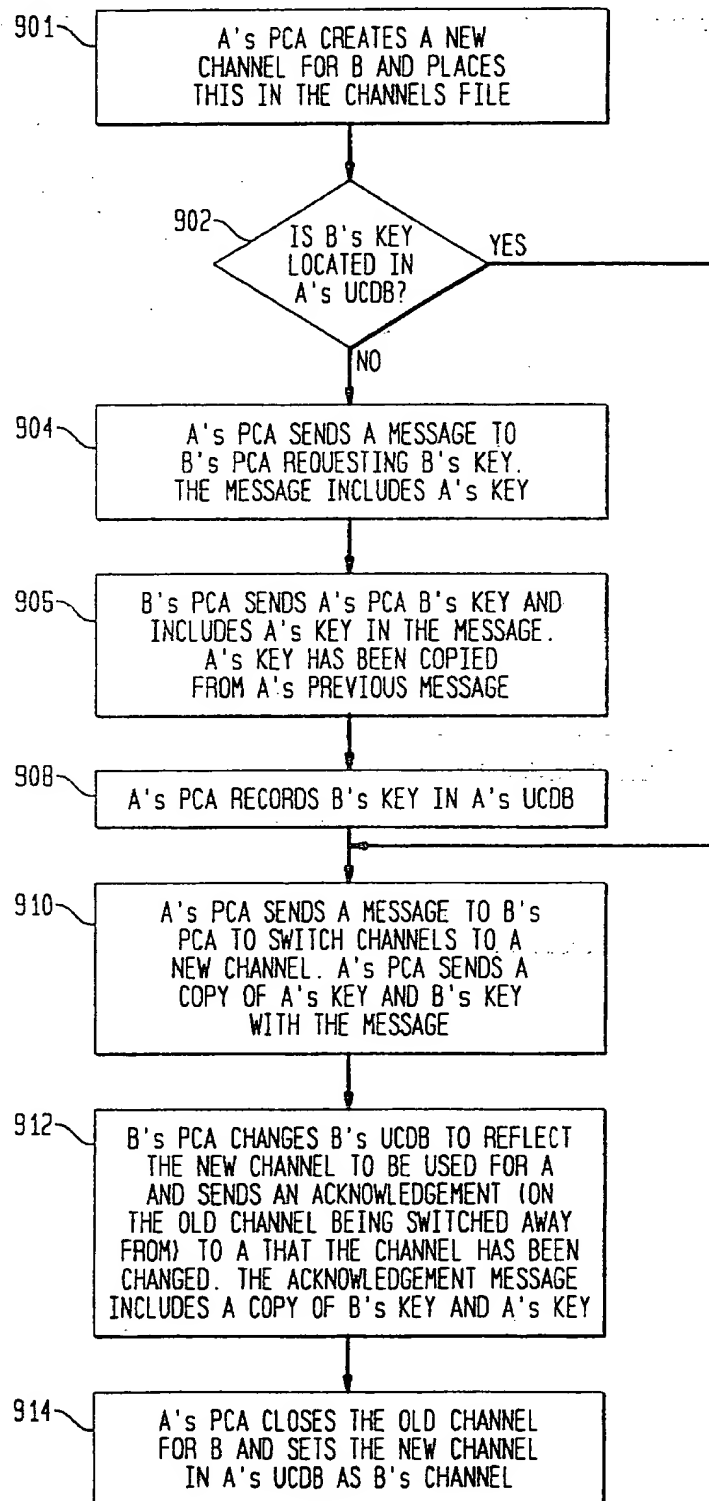 901
A's PCA CREATES A NEW
CHANNEL FOR B AND PLACES
THIS IN THE CHANNELS FILE
902
IS B's KEY
LOCATED IN
A's UCDB?
YES
NO
904
A's PCA SENDS A MESSAGE TO
B's PCA REQUESTING B's KEY.
THE MESSAGE INCLUDES A's KEY
906
B's PCA SENDS A's PCA B's KEY AND
INCLUDES A's KEY IN THE MESSAGE.
A's KEY HAS BEEN COPIED
FROM A's PREVIOUS MESSAGE
908
A's PCA RECORDS B's KEY IN A's UCDB
910
A's PCA SENDS A MESSAGE TO B's
PCA TO SWITCH CHANNELS TO A
NEW CHANNEL. A's PCA SENDS A
COPY OF A's KEY AND B's KEY
WITH THE MESSAGE
912
B's PCA CHANGES B's UCDB TO REFLECT
THE NEW CHANNEL TO BE USED FOR A
AND SENDS AN ACKNOWLEDGEMENT (ON
THE OLD CHANNEL BEING SWITCHED AWAY
FROM) TO A THAT THE CHANNEL HAS BEEN
CHANGED. THE ACKNOWLEDGEMENT MESSAGE
INCLUDES A COPY OF B's KEY AND A's KEY
914
A's PCA CLOSES THE OLD CHANNEL
FOR B AND SETS THE NEW CHANNEL
IN A's UCDB AS B's CHANNEL